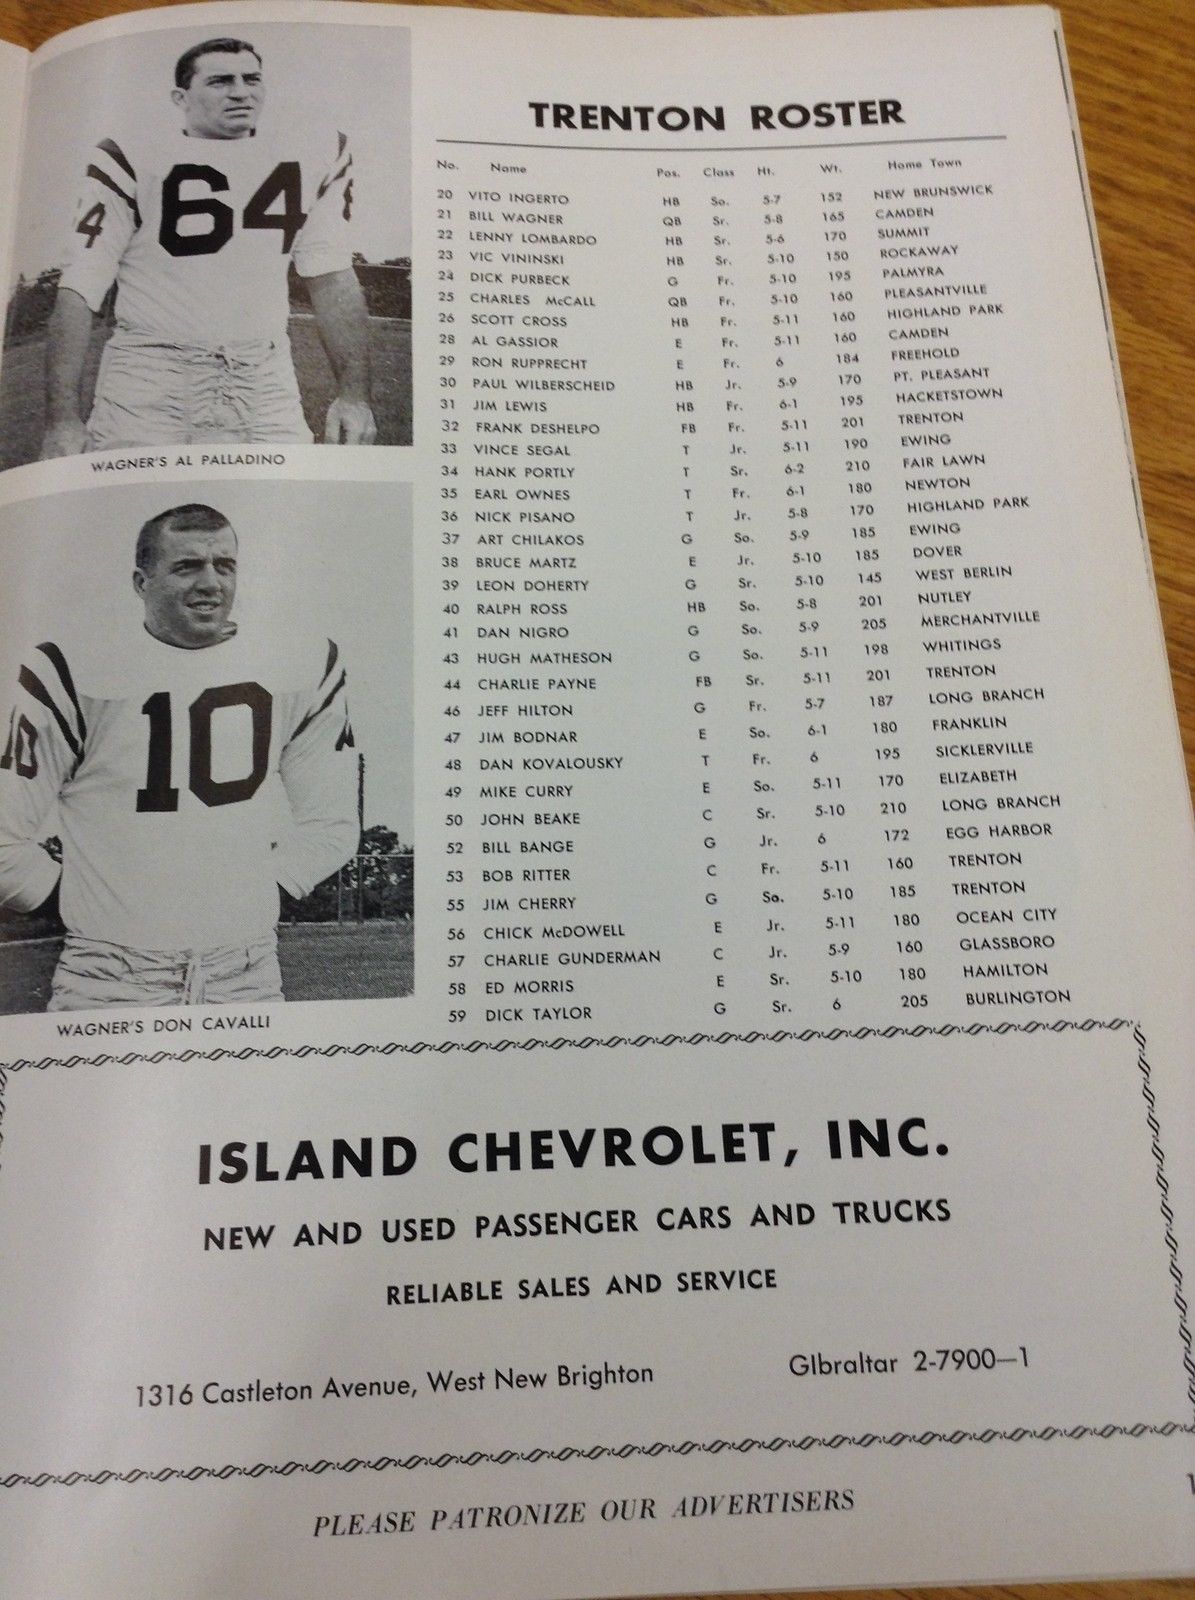 64
4
WAGNER'S AL PALLADINO
10
10
WAGNER'S DON CAVALLI
TRENTON ROSTER
No. Name Pos. Class Ht. Wt. Home Town
20 VITO INGERTO HB So. 5-7 152 NEW BRUNSWICK
21 BILL WAGNER QB Sr. 5-8 165 CAMDEN
22 LENNY LOMBARDO HB Sr. 5-6 170 SUMMIT
23 VIC VININSKI HB Sr. 5-10 150 ROCKAWAY
24 DICK PURBECK G Fr. 5-10 195 PALMYRA
25 CHARLES McCALL QB Fr. 5-10 160 PLEASANTVILLE
26 SCOTT CROSS HB Fr. 5-11 160 HIGHLAND PARK
28 AL GASSIOR E Fr. 5-11 160 CAMDEN
29 RON RUPPRECHT E Fr. 6 184 FREEHOLD
30 PAUL WILBERSCHEID HB Jr. 5-9 170 PT. PLEASANT
31 JIM LEWIS HB Fr. 6-1 195 HACKETSTOWN
32 FRANK DESHELPO FB Fr. 5-11 201 TRENTON
33 VINCE SEGAL T Jr. 5-11 190 EWING
34 HANK PORTLY T Sr. 6-2 210 FAIR LAWN
35 EARL OWNES T Fr. 6-1 180 NEWTON
36 NICK PISANO T Jr. 5-8 170 HIGHLAND PARK
37 ART CHILAKOS G So. 5-9 185 EWING
38 BRUCE MARTZ E Jr. 5-10 185 DOVER
39 LEON DOHERTY G Sr. 5-10 145 WEST BERLIN
40 RALPH ROSS HB So. 5-8 201 NUTLEY
41 DAN NIGRO G So. 5-9 205 MERCHANTVILLE
43 HUGH MATHESON G So. 5-11 198 WHITINGS
44 CHARLIE PAYNE FB Sr. 5-11 201 TRENTON
46 JEFF HILTON G Fr. 5-7 187 LONG BRANCH
47 JIM BODNAR E So. 6-1 180 FRANKLIN
48 DAN KOVALOUSKY T Fr. 6 195 SICKLERVILLE
49 MIKE CURRY E So. 5-11 170 ELIZABETH
50 JOHN BEAKE C Sr. 5-10 210 LONG BRANCH
52 BILL BANGE G Jr. 6 172 EGG HARBOR
53 BOB RITTER C Fr. 5-11 160 TRENTON
55 JIM CHERRY G So. 5-10 185 TRENTON
56 CHICK McDOWELL E Jr. 5-11 180 OCEAN CITY
57 CHARLIE GUNDERMAN C Jr. 5-9 160 GLASSBORO
58 ED MORRIS E Sr. 5-10 180 HAMILTON
59 DICK TAYLOR G Sr. 6 205 BURLINGTON
ISLAND CHEVROLET, INC.
NEW AND USED PASSENGER CARS AND TRUCKS
RELIABLE SALES AND SERVICE
1316 Castleton Avenue, West New Brighton GIbraltar 2-7900—1
PLEASE PATRONIZE OUR ADVERTISERS